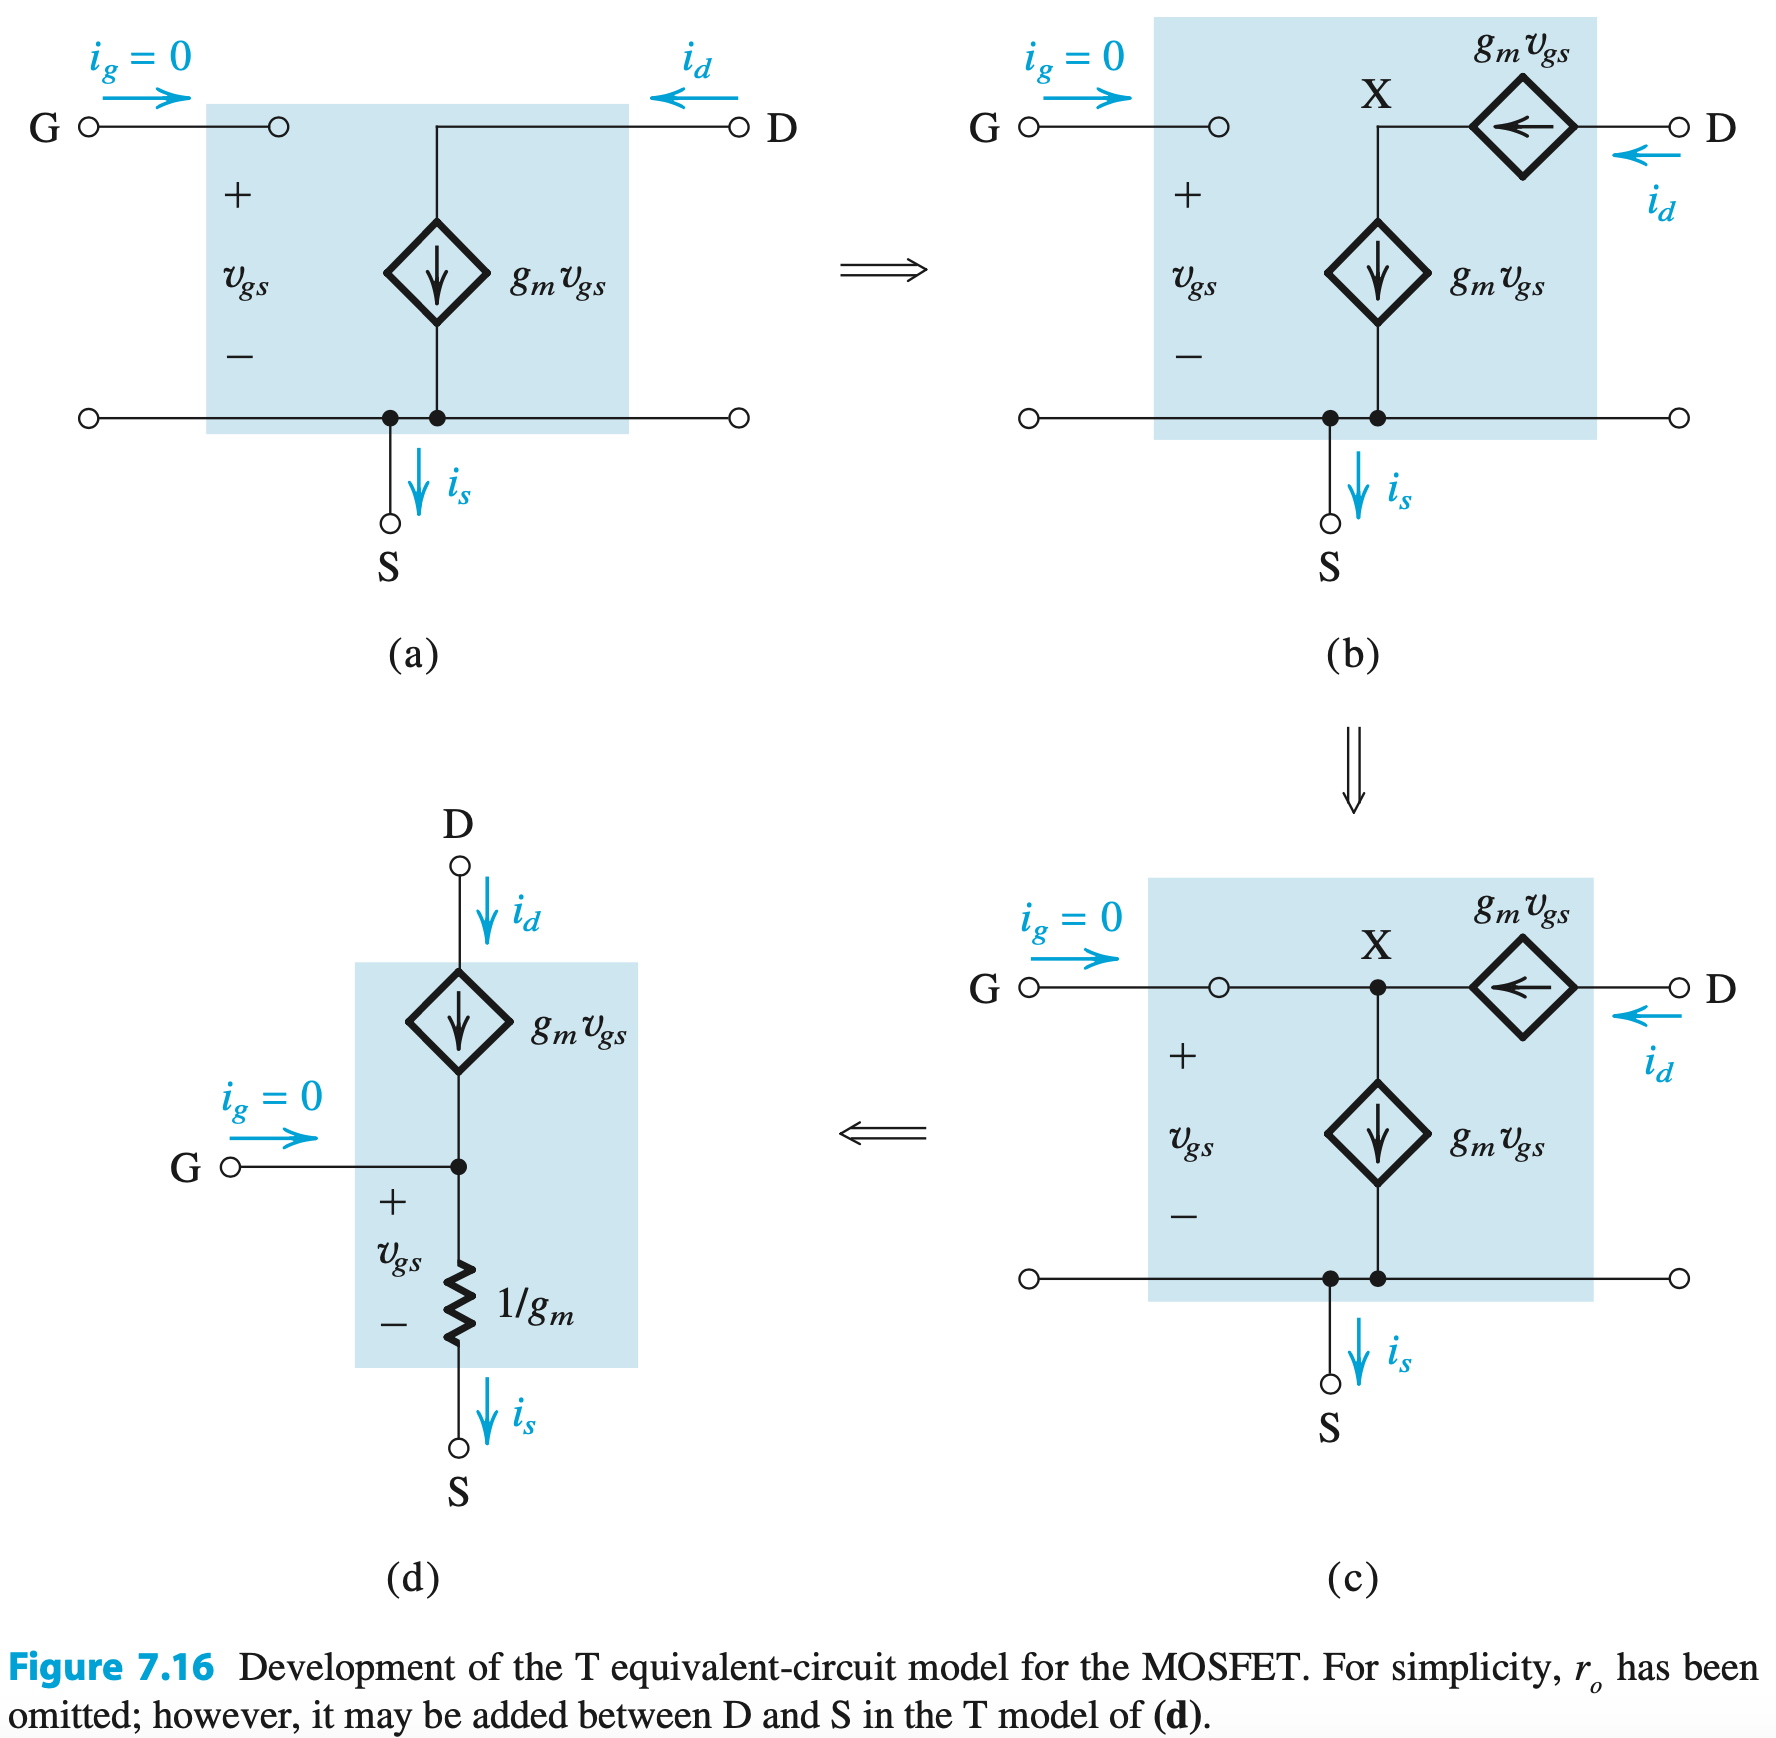 i_g = 0
i_d
G
D
+
v_gs
g_m v_gs
−
i_s
S
(a)
g_m v_gs
i_g = 0
X
G
D
i_d
+
v_gs
g_m v_gs
−
i_s
S
(b)
D
i_d
g_m v_gs
i_g = 0
G
+
v_gs
1/g_m
−
i_s
S
(d)
g_m v_gs
i_g = 0
X
G
D
i_d
+
v_gs
g_m v_gs
−
i_s
S
(c)
Figure 7.16 Development of the T equivalent-circuit model for the MOSFET. For simplicity, r_o has been
omitted; however, it may be added between D and S in the T model of (d).